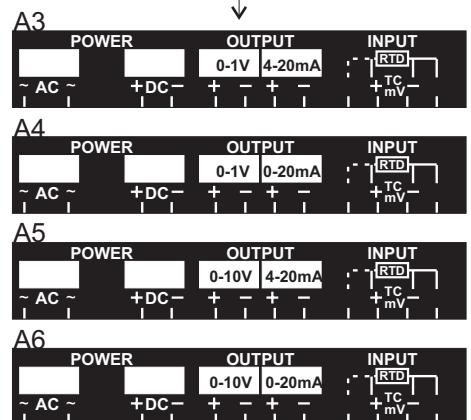 A3
POWER OUTPUT INPUT
0-1V 4-20mA RTD
~ AC ~ +DC− + − + − + TC −
mV
A4
POWER OUTPUT INPUT
0-1V 0-20mA RTD
~ AC ~ +DC− + − + − + TC −
mV
A5
POWER OUTPUT INPUT
0-10V 4-20mA RTD
~ AC ~ +DC− + − + − + TC −
mV
A6
POWER OUTPUT INPUT
0-10V 0-20mA RTD
~ AC ~ +DC− + − + − + TC −
mV